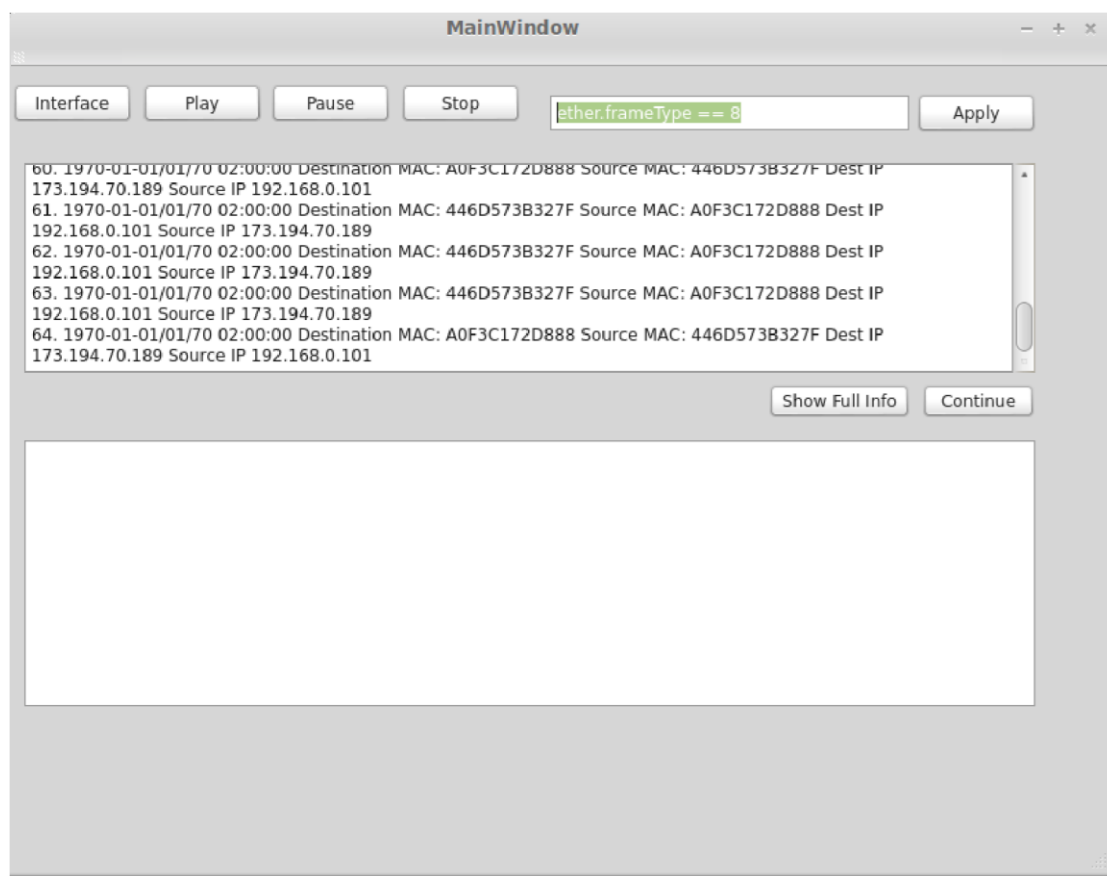 MainWindow
Interface Play Pause Stop ether.frameType == 8 Apply
60. 1970-01-01/01/70 02:00:00 Destination MAC: A0F3C172D888 Source MAC: 446D573B327F Dest IP
173.194.70.189 Source IP 192.168.0.101
61. 1970-01-01/01/70 02:00:00 Destination MAC: 446D573B327F Source MAC: A0F3C172D888 Dest IP
192.168.0.101 Source IP 173.194.70.189
62. 1970-01-01/01/70 02:00:00 Destination MAC: 446D573B327F Source MAC: A0F3C172D888 Dest IP
192.168.0.101 Source IP 173.194.70.189
63. 1970-01-01/01/70 02:00:00 Destination MAC: 446D573B327F Source MAC: A0F3C172D888 Dest IP
192.168.0.101 Source IP 173.194.70.189
64. 1970-01-01/01/70 02:00:00 Destination MAC: A0F3C172D888 Source MAC: 446D573B327F Dest IP
173.194.70.189 Source IP 192.168.0.101
Show Full Info Continue